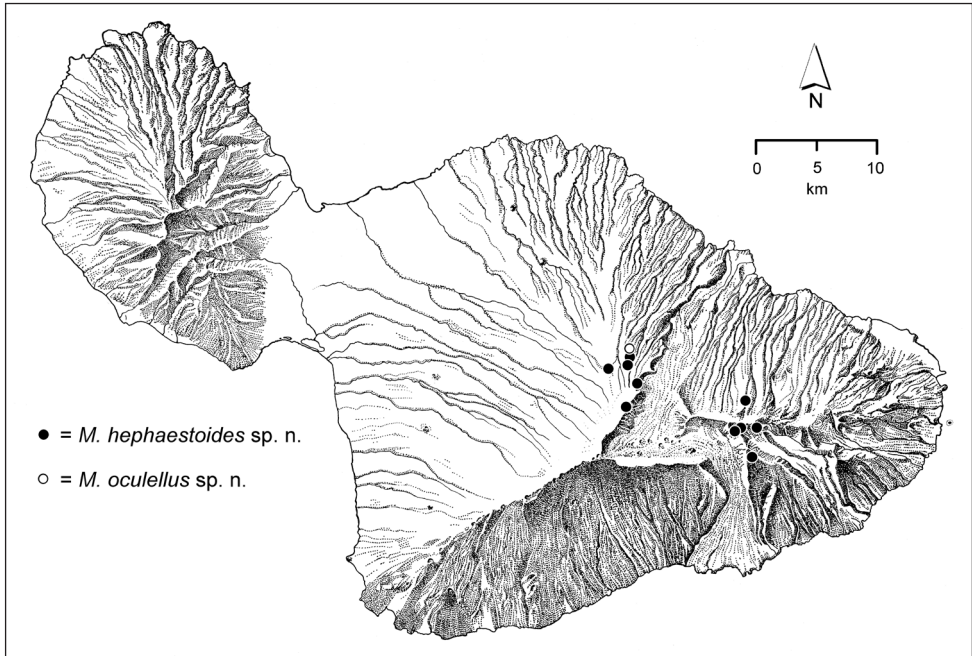 N
0 5 10
km
● = M. hephaestoides sp. n.
○ = M. oculellus sp. n.